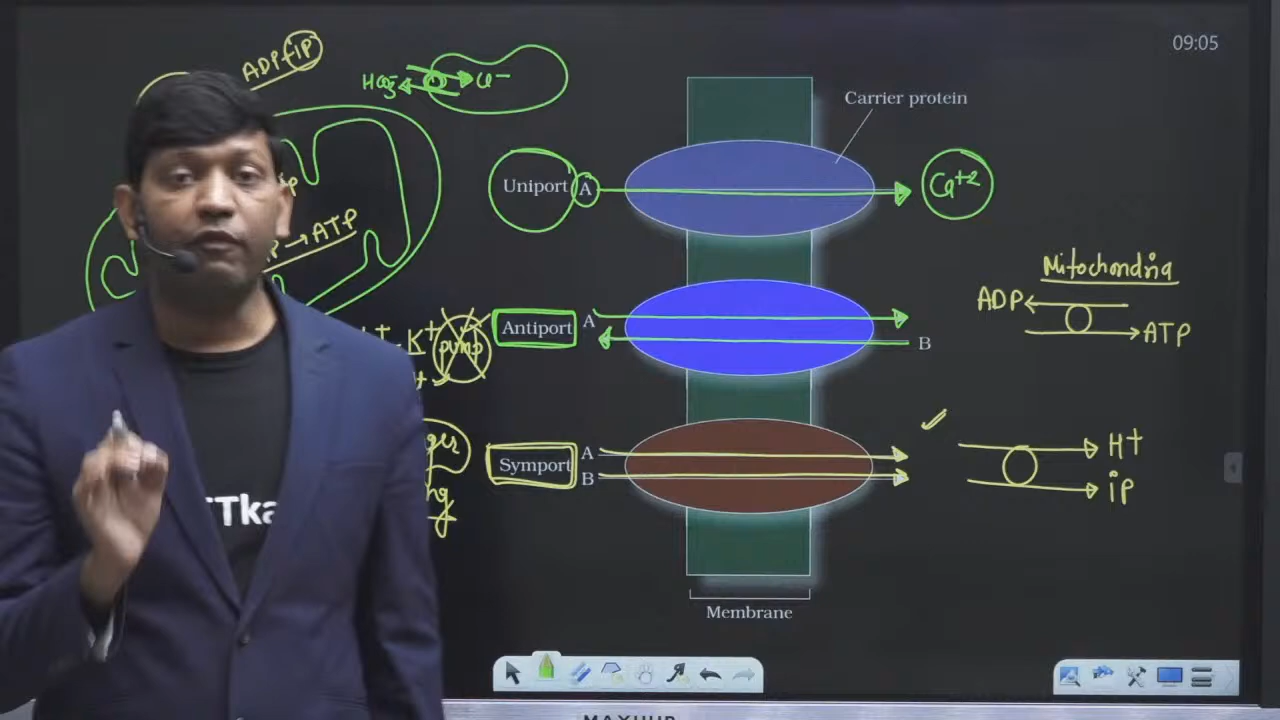 09:05
ADP+iP
HCO3⁻ Cl⁻
Carrier protein
Uniport A
Ca+2
P→ATP
Mitochondria
ADP
ATP
K+
pump
Antiport A
B
Symport
A
B
H+
iP
Tka
Membrane
MAXHUB